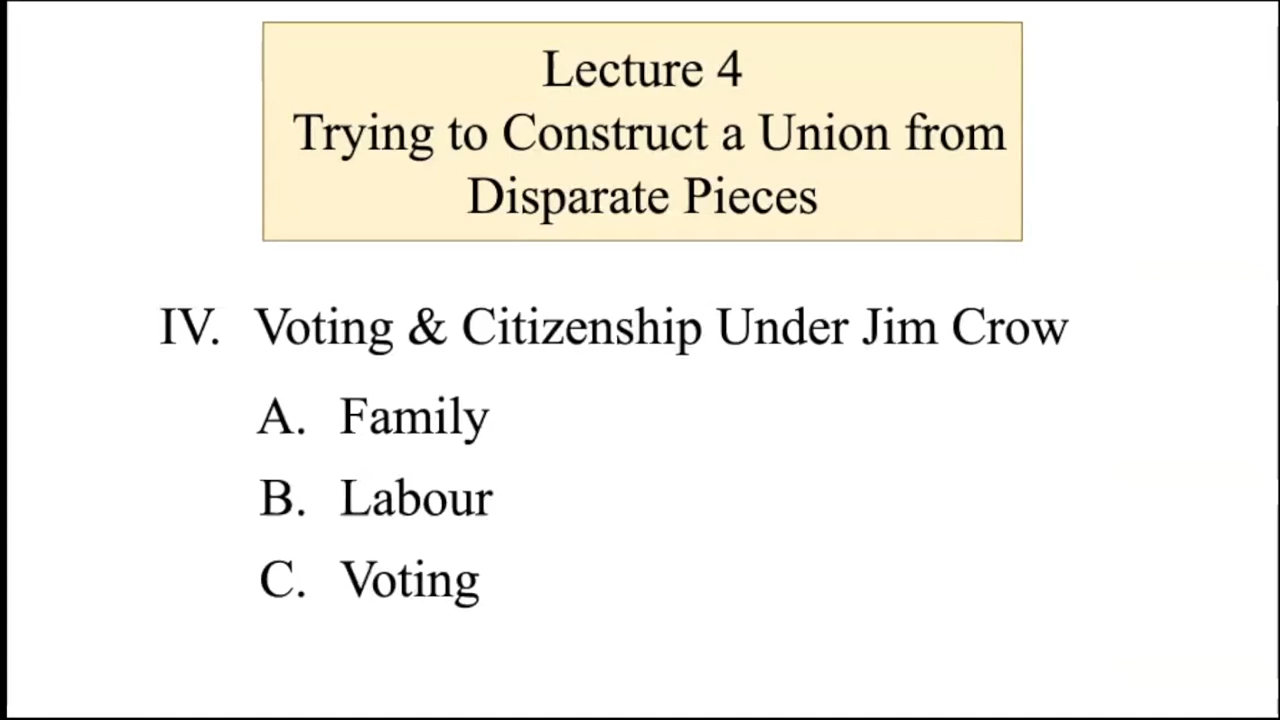 Lecture 4
Trying to Construct a Union from
Disparate Pieces
IV. Voting & Citizenship Under Jim Crow
A. Family
B. Labour
C. Voting